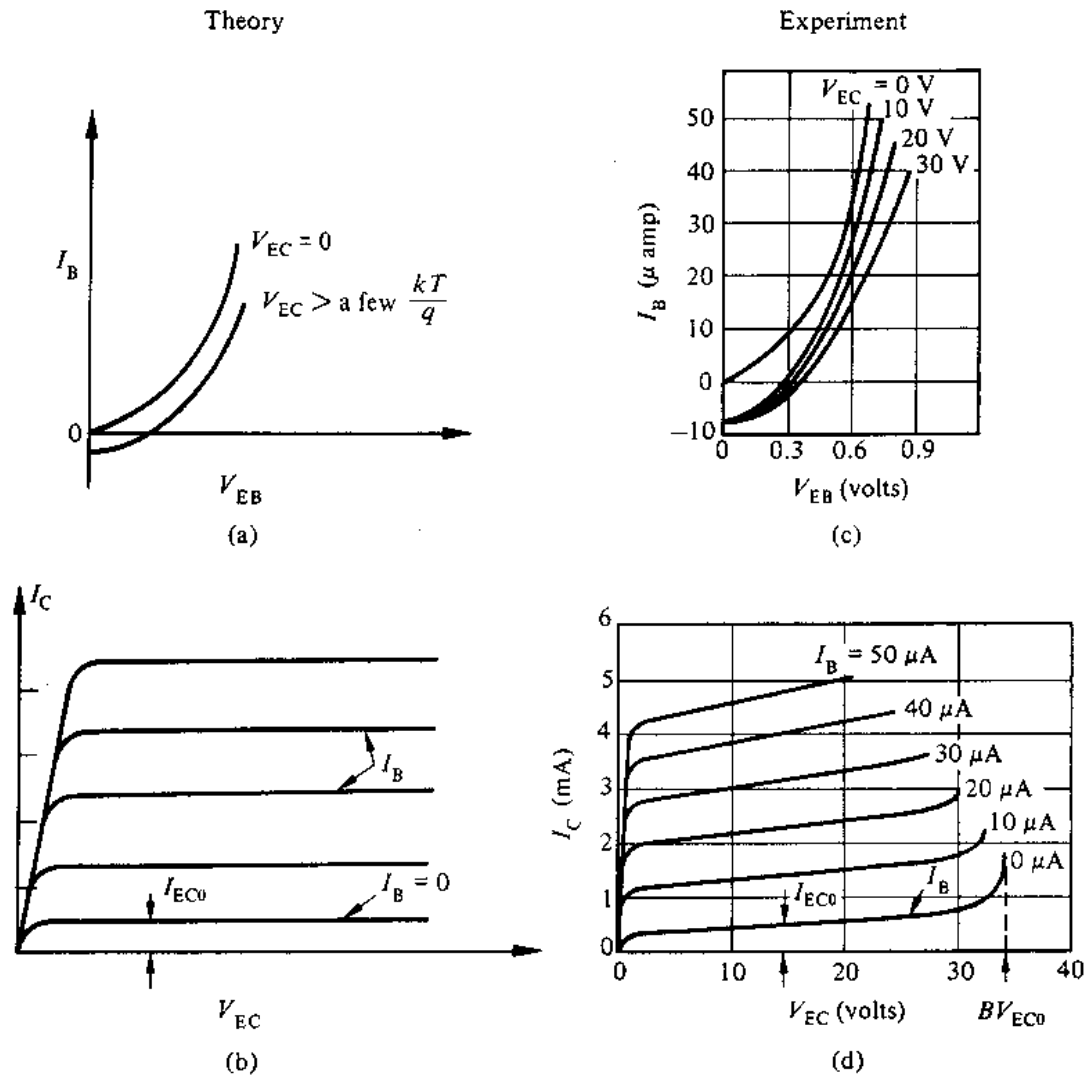 Theory
I_B
V_EC = 0
V_EC > a few kT/q
0
V_EB
(a)
Experiment
V_EC = 0 V
10 V
20 V
30 V
I_B (μ amp)
50
40
30
20
10
0
−10
0 0.3 0.6 0.9
V_EB (volts)
(c)
I_C
I_B
I_EC0
I_B = 0
V_EC
(b)
I_C (mA)
6
5
4
3
2
1
0
I_B = 50 μA
40 μA
30 μA
20 μA
10 μA
0 μA
I_EC0
I_B
0 10 20 30 40
V_EC (volts)
BV_EC0
(d)